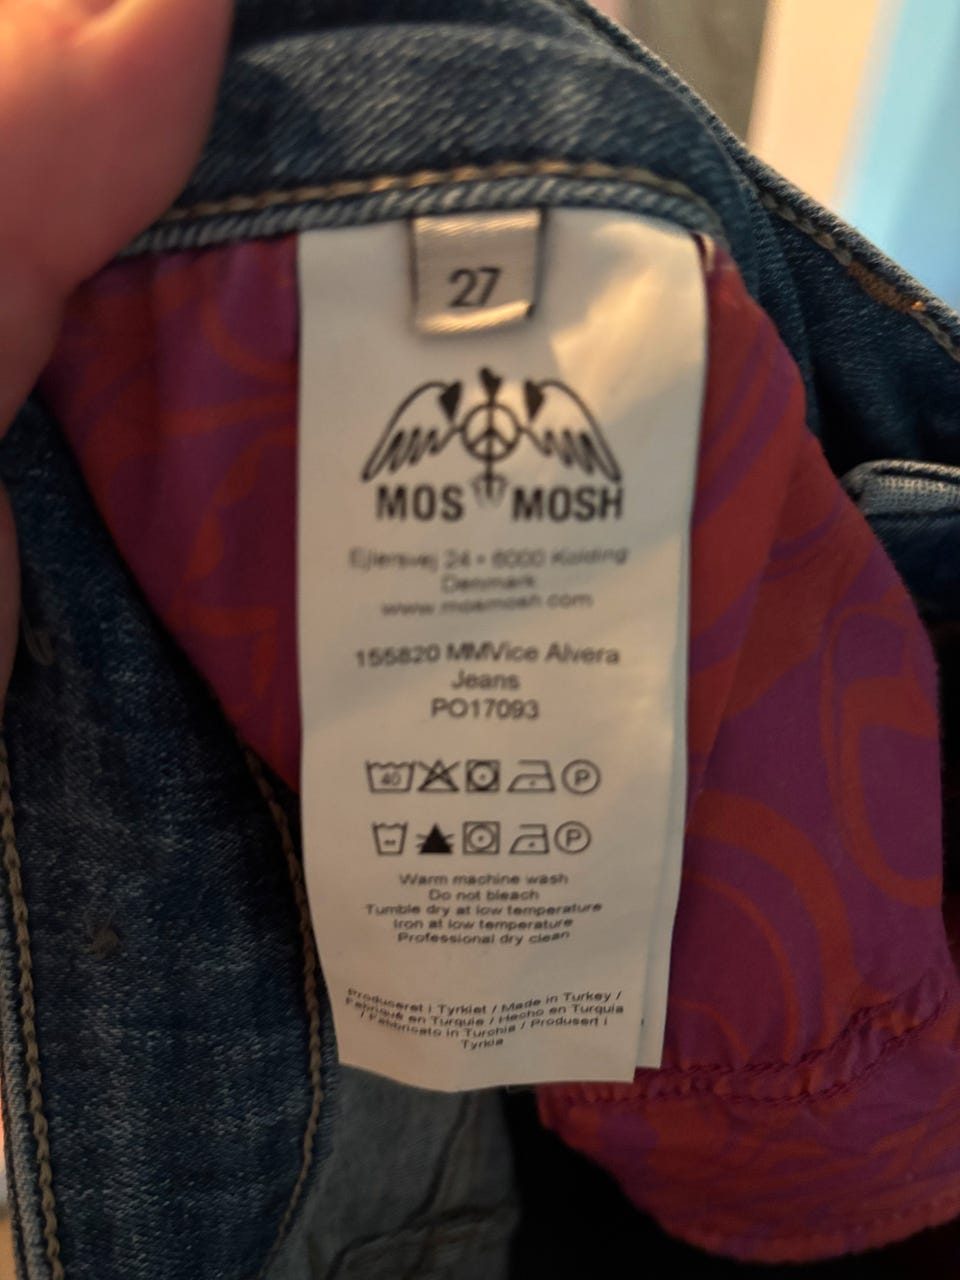 27
MOS MOSH
Ejlersvej 24 • 6000 Kolding
Denmark
www.mosmosh.com
155820 MMVice Alvera
Jeans
PO17093
40 P
P
Warm machine wash
Do not bleach
Tumble dry at low temperature
Iron at low temperature
Professional dry clean
Produceret i Tyrkiet / Made in Turkey /
Fabriqué en Turquie / Hecho en Turquia
/ Fabbricato in Turchia / Produsert i
Tyrkia